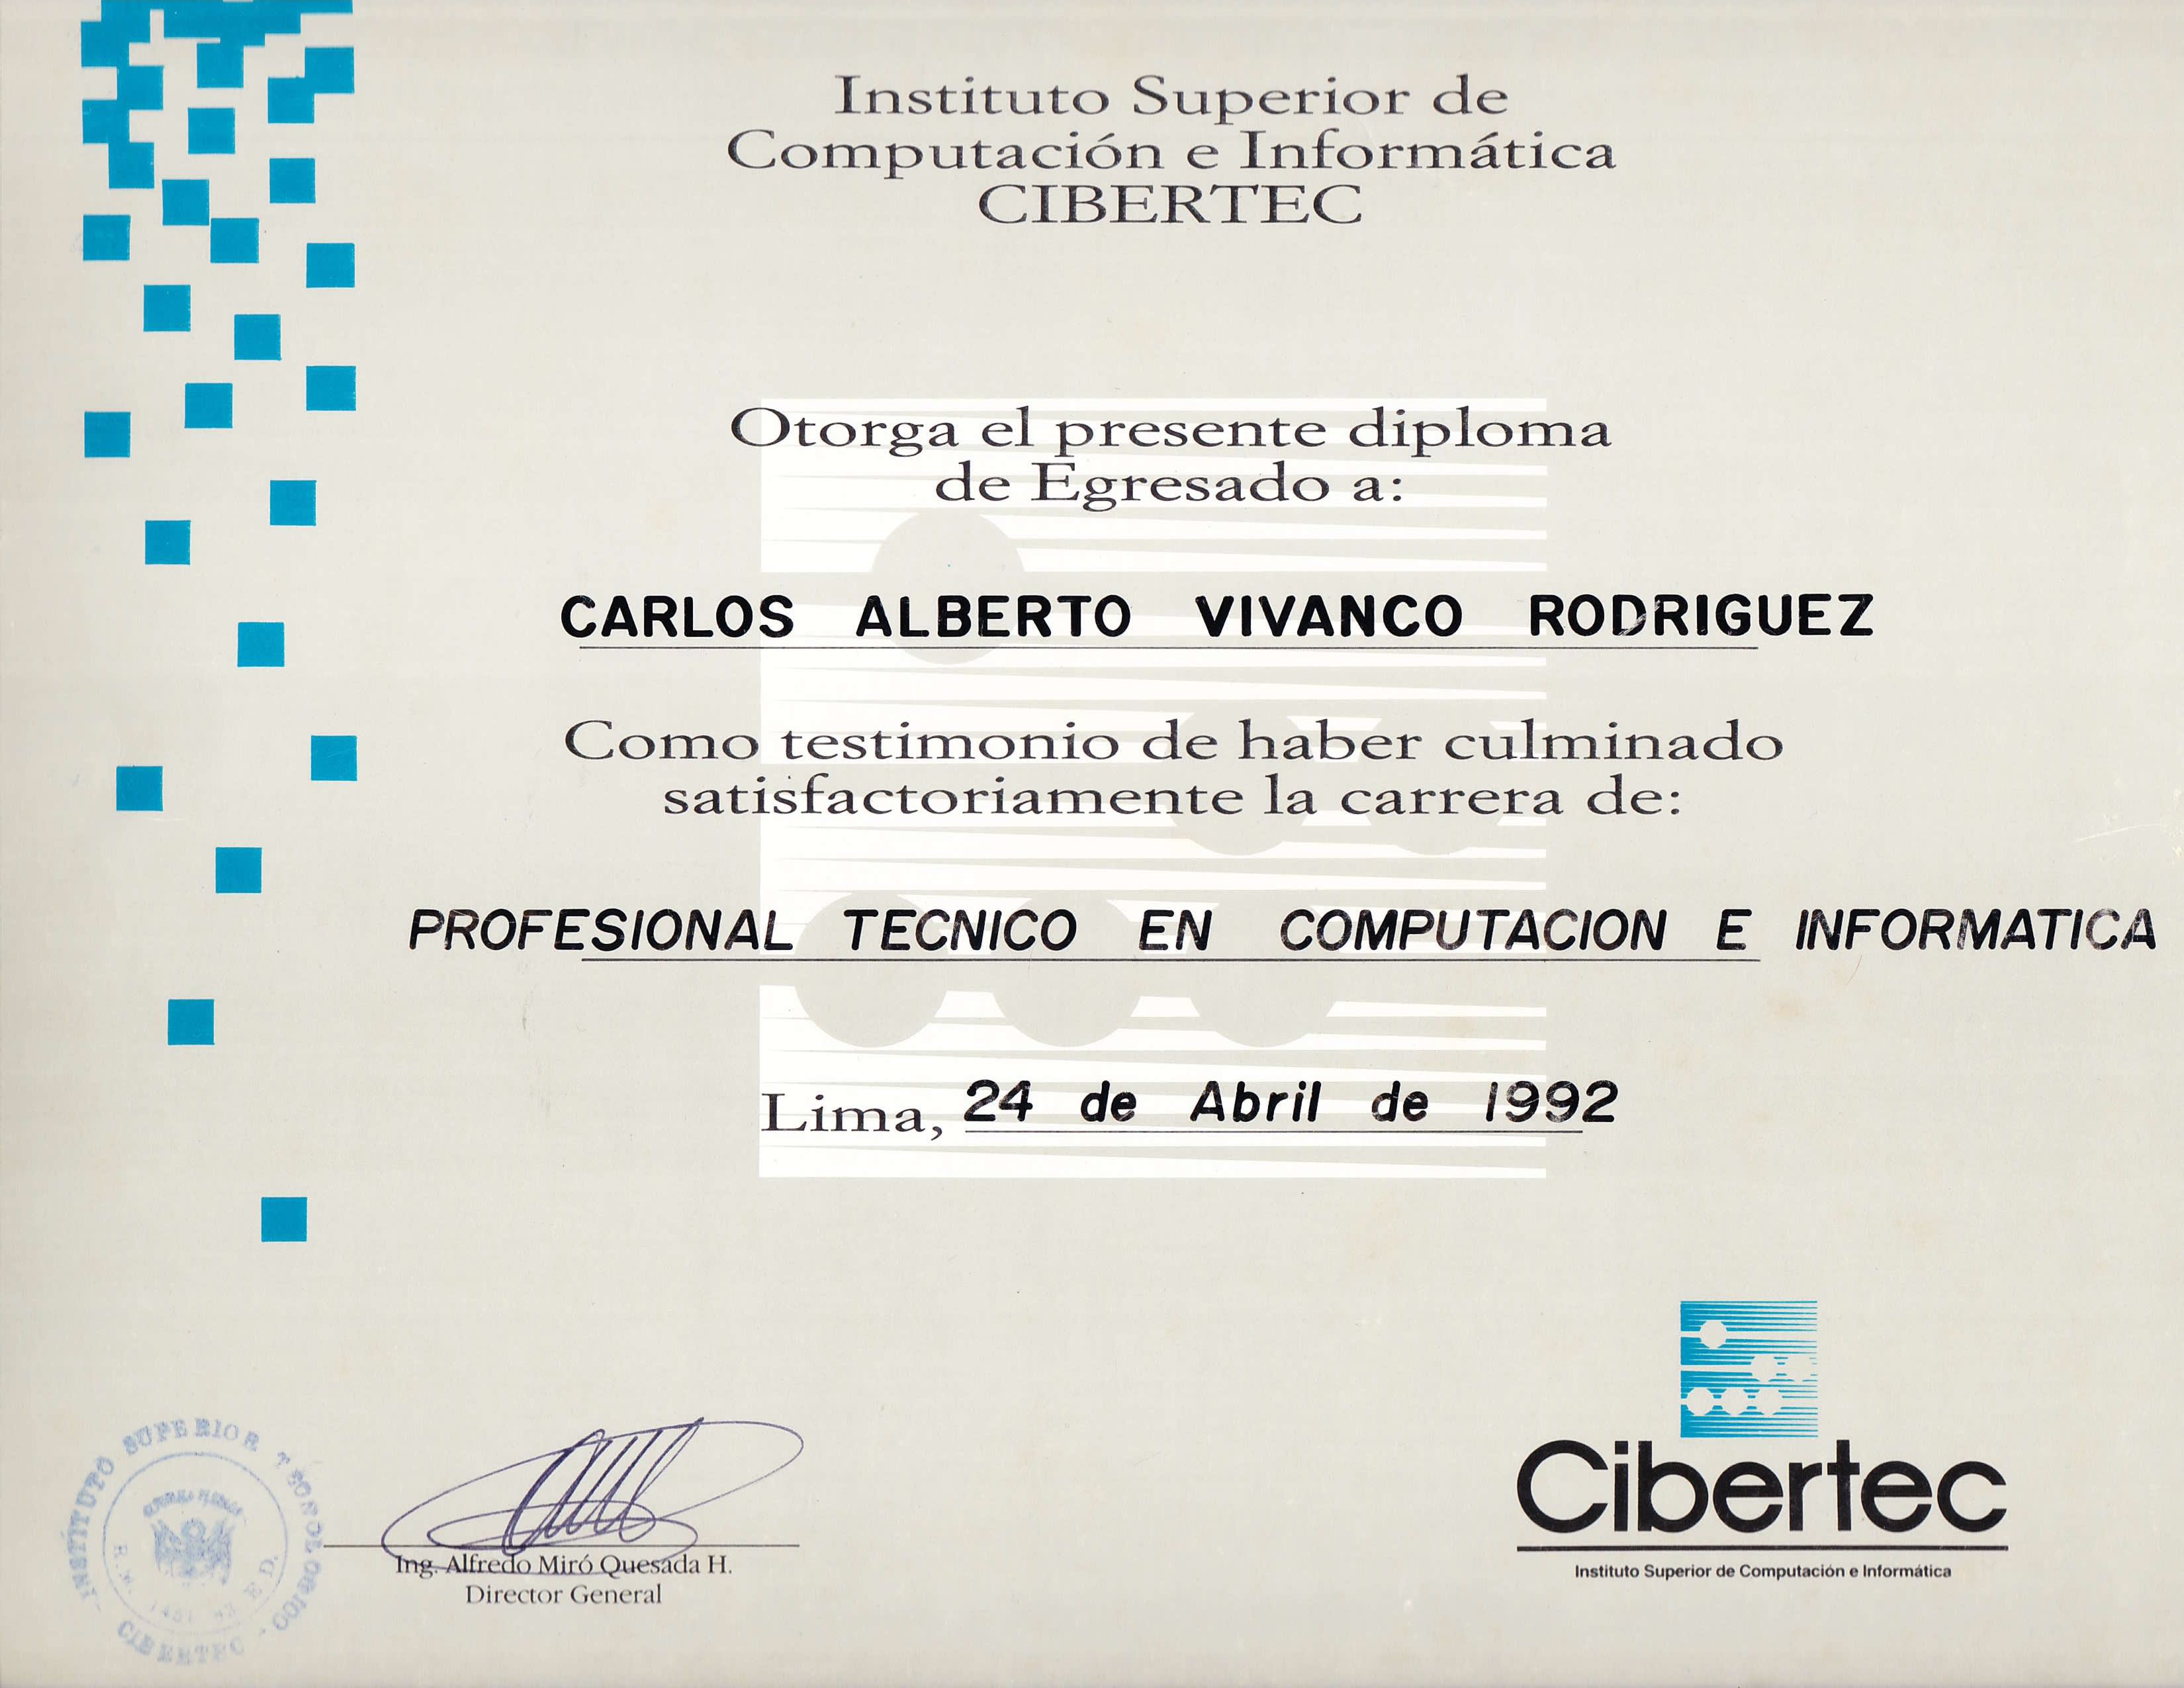 Instituto Superior de
Computación e Informática
CIBERTEC
Otorga el presente diploma
de Egresado a:
CARLOS ALBERTO VIVANCO RODRIGUEZ
Como testimonio de haber culminado
satisfactoriamente la carrera de:
PROFESIONAL TECNICO EN COMPUTACION E INFORMATICA
Lima, 24 de Abril de 1992
INSTITUTO SUPERIOR TECNOLOGICO
CIBERTEC
Ing. Alfredo Miró Quesada H.
Director General
Cibertec
Instituto Superior de Computación e Informática